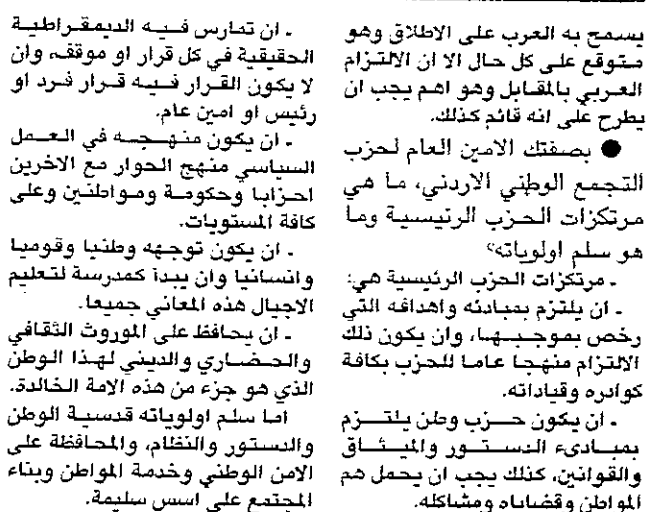 يسمح به العرب على الاطلاق وهو
متوقع على كل حال الا ان الالتزام
العربي بالمقابل وهو اهم يجب ان
يطرح على انه قائم كذلك.
● بصفتك الامين العام لحزب
التجمع الوطني الاردني، ما هي
مرتكزات الحزب الرئيسية وما
هو سلم اولوياته؟
ـ مرتكزات الحزب الرئيسية هي:
ـ ان يلتزم بمبادئه واهدافه التي
رخص بموجبها، وان يكون ذلك
الالتزام منهجا عاما للحزب بكافة
كوادره وقياداته.
ـ ان يكون حزب وطن يلتزم
بمبادىء الدستور والميثاق
والقوانين، كذلك يجب ان يحمل هم
المواطن وقضاياه ومشاكله.
ـ ان تمارس فيه الديمقراطية
الحقيقية في كل قرار او موقف وان
لا يكون القرار فيه قرار فرد او
رئيس او امين عام.
ـ ان يكون منهجه في العمل
السياسي منهج الحوار مع الاخرين
احزابا وحكومة ومواطنين وعلى
كافة المستويات.
ـ ان يكون توجهه وطنيا وقوميا
وانسانيا وان يبدأ كمدرسة لتعليم
الاجيال هذه المعاني جميعا.
ـ ان يحافظ على الموروث الثقافي
والحضاري والديني لهذا الوطن
الذي هو جزء من هذه الامة الخالدة.
اما سلم اولوياته قدسية الوطن
والدستور والنظام، والمحافظة على
الامن الوطني وخدمة المواطن وبناء
المجتمع على اسس سليمة.